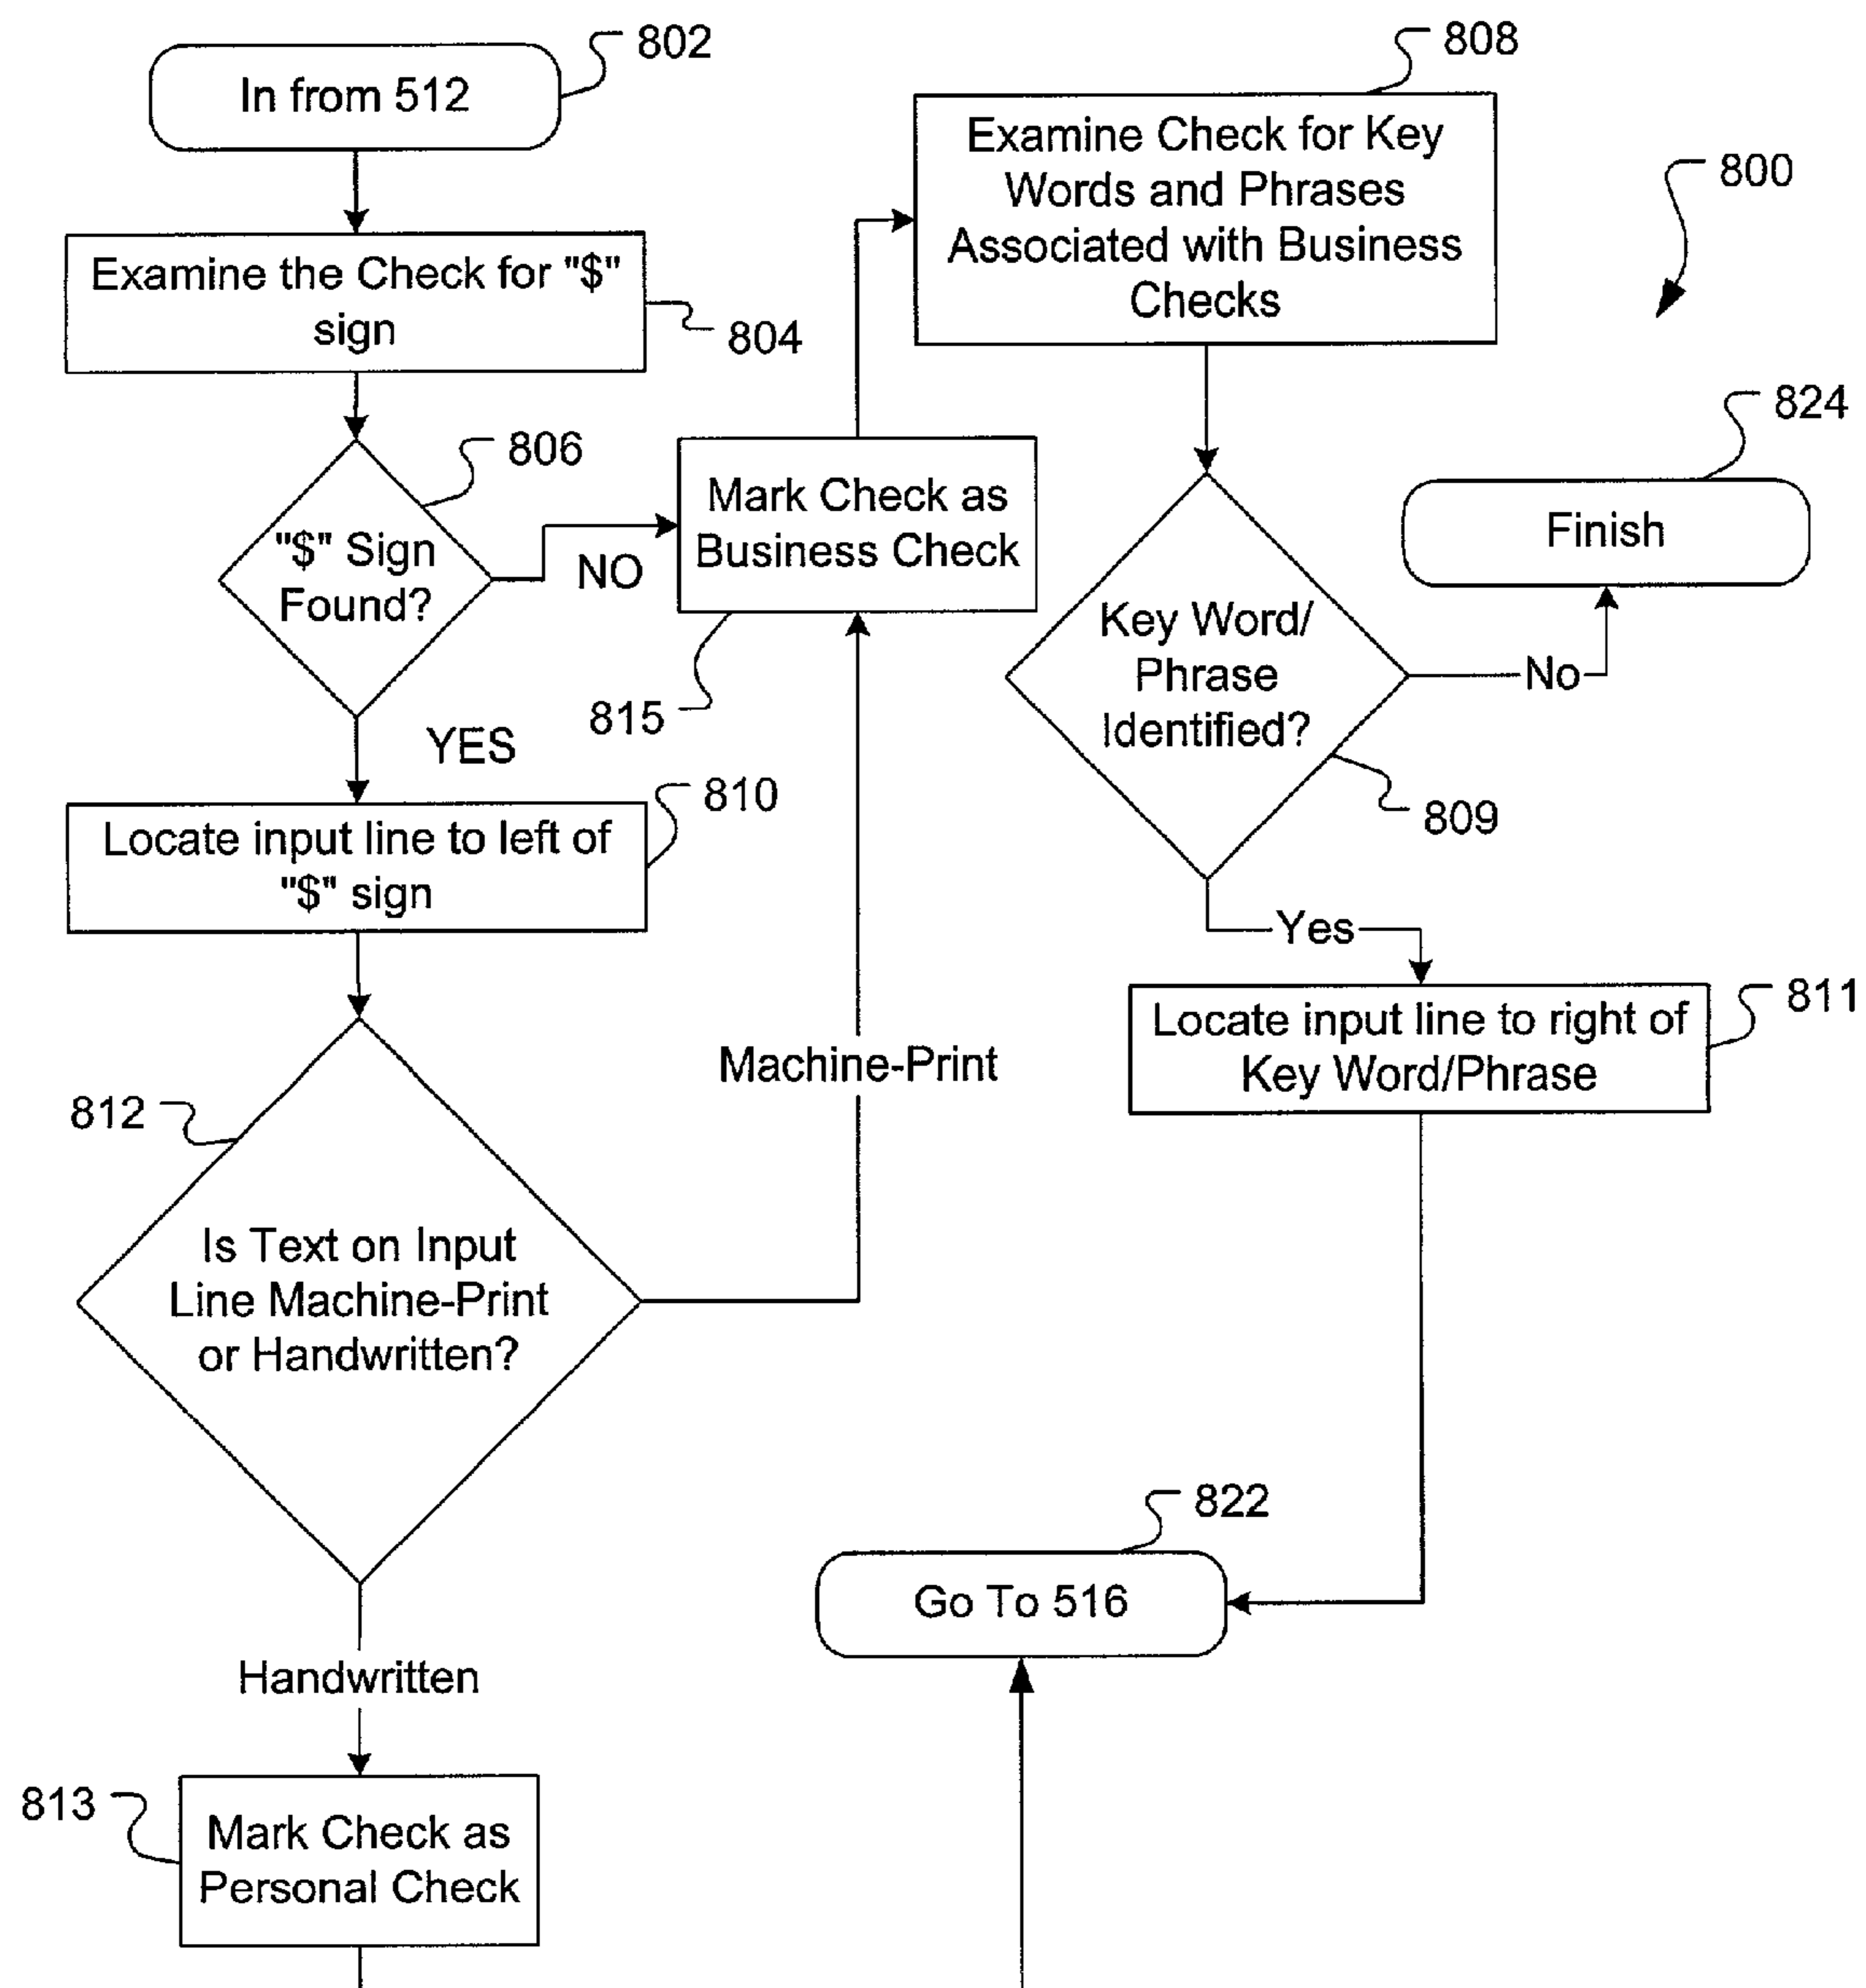 In from 512
802
Examine the Check for "$"
sign
804
"$" Sign
Found?
806
NO
YES
Mark Check as
Business Check
815
Locate input line to left of
"$" sign
810
Is Text on Input
Line Machine-Print
or Handwritten?
812
Machine-Print
Handwritten
Mark Check as
Personal Check
813
Examine Check for Key
Words and Phrases
Associated with Business
Checks
808
800
Key Word/
Phrase
Identified?
809
No
Finish
824
Yes
Locate input line to right of
Key Word/Phrase
811
Go To 516
822